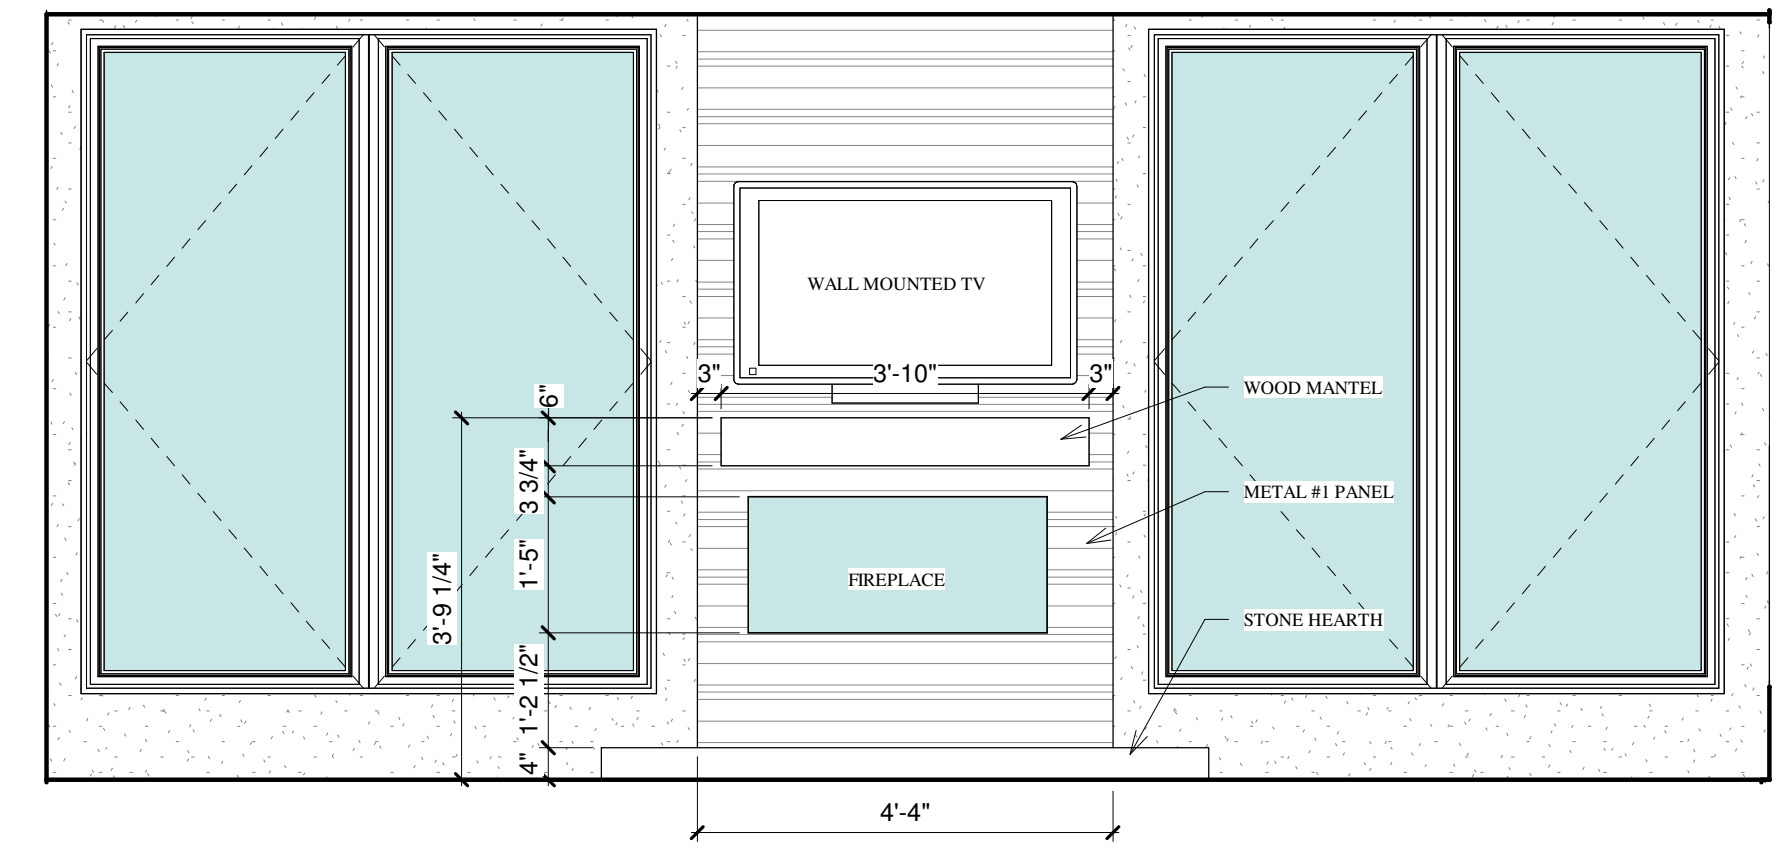 WALL MOUNTED TV
3"
3'-10"
3"
WOOD MANTEL
6"
3 3/4"
METAL #1 PANEL
1'-5"
3'-9 1/4"
FIREPLACE
STONE HEARTH
1'-2 1/2"
4"
4'-4"